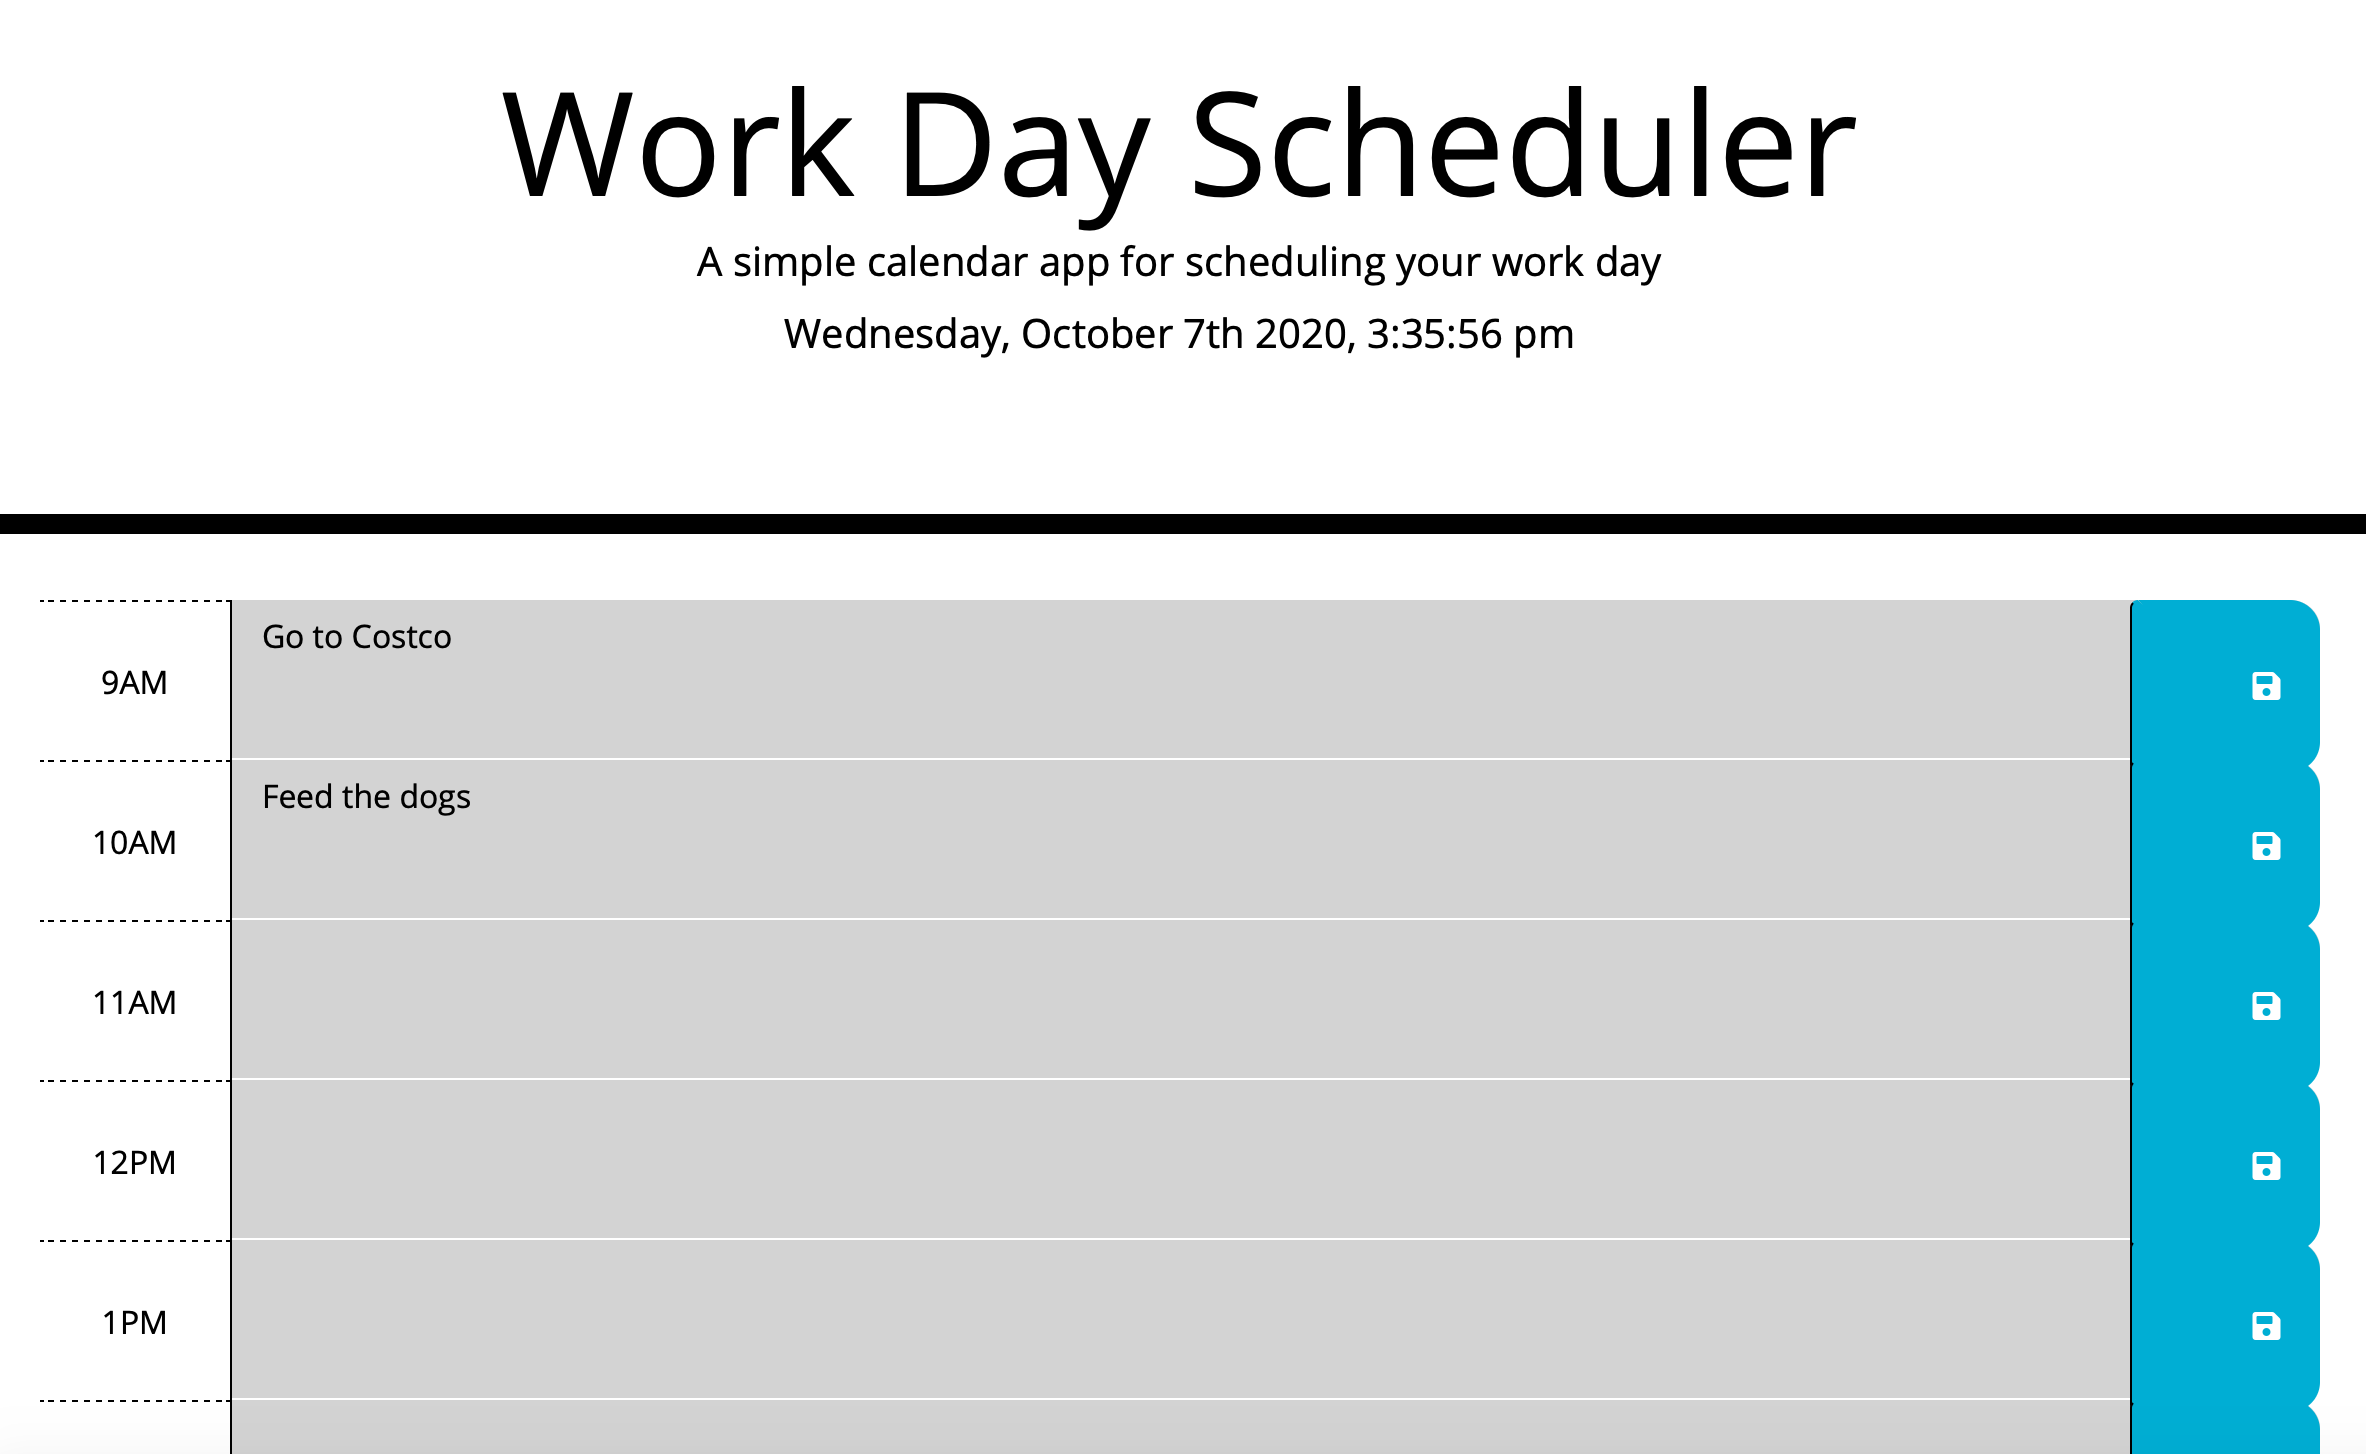 Work Day Scheduler
A simple calendar app for scheduling your work day
Wednesday, October 7th 2020, 3:35:56 pm
9AM
Go to Costco
10AM
Feed the dogs
11AM
12PM
1PM